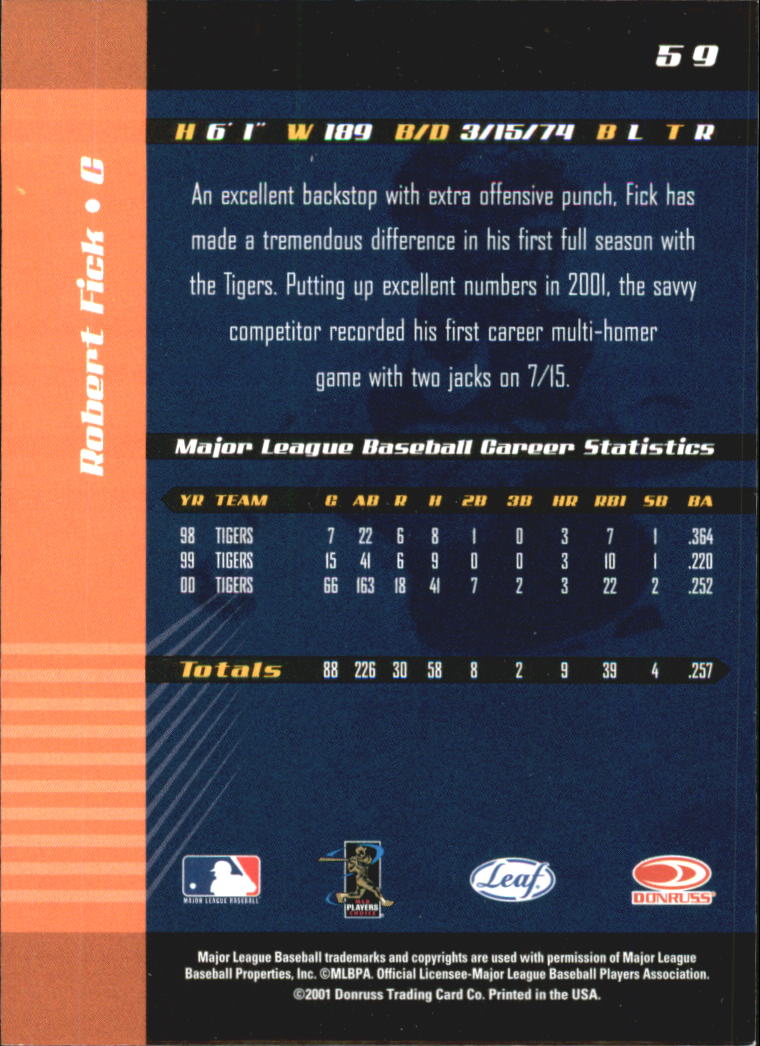 59
H 6' 1" W 189 B/D 3/15/74 B L T R
Robert Fick • C
An excellent backstop with extra offensive punch, Fick has
made a tremendous difference in his first full season with
the Tigers. Putting up excellent numbers in 2001, the savvy
competitor recorded his first career multi-homer
game with two jacks on 7/15.
Major League Baseball Career Statistics
YR TEAM G AB R H 2B 3B HR RBI SB BA
98 TIGERS 7 22 6 8 1 0 3 7 1 .364
99 TIGERS 15 41 6 9 0 0 3 10 1 .220
00 TIGERS 66 163 18 41 7 2 3 22 2 .252
Totals 88 226 30 58 8 2 9 39 4 .257
MAJOR LEAGUE BASEBALL
MLB
PLAYERS
CHOICE
Leaf
DONRUSS
Major League Baseball trademarks and copyrights are used with permission of Major League
Baseball Properties, Inc. ©MLBPA. Official Licensee-Major League Baseball Players Association.
©2001 Donruss Trading Card Co. Printed in the USA.